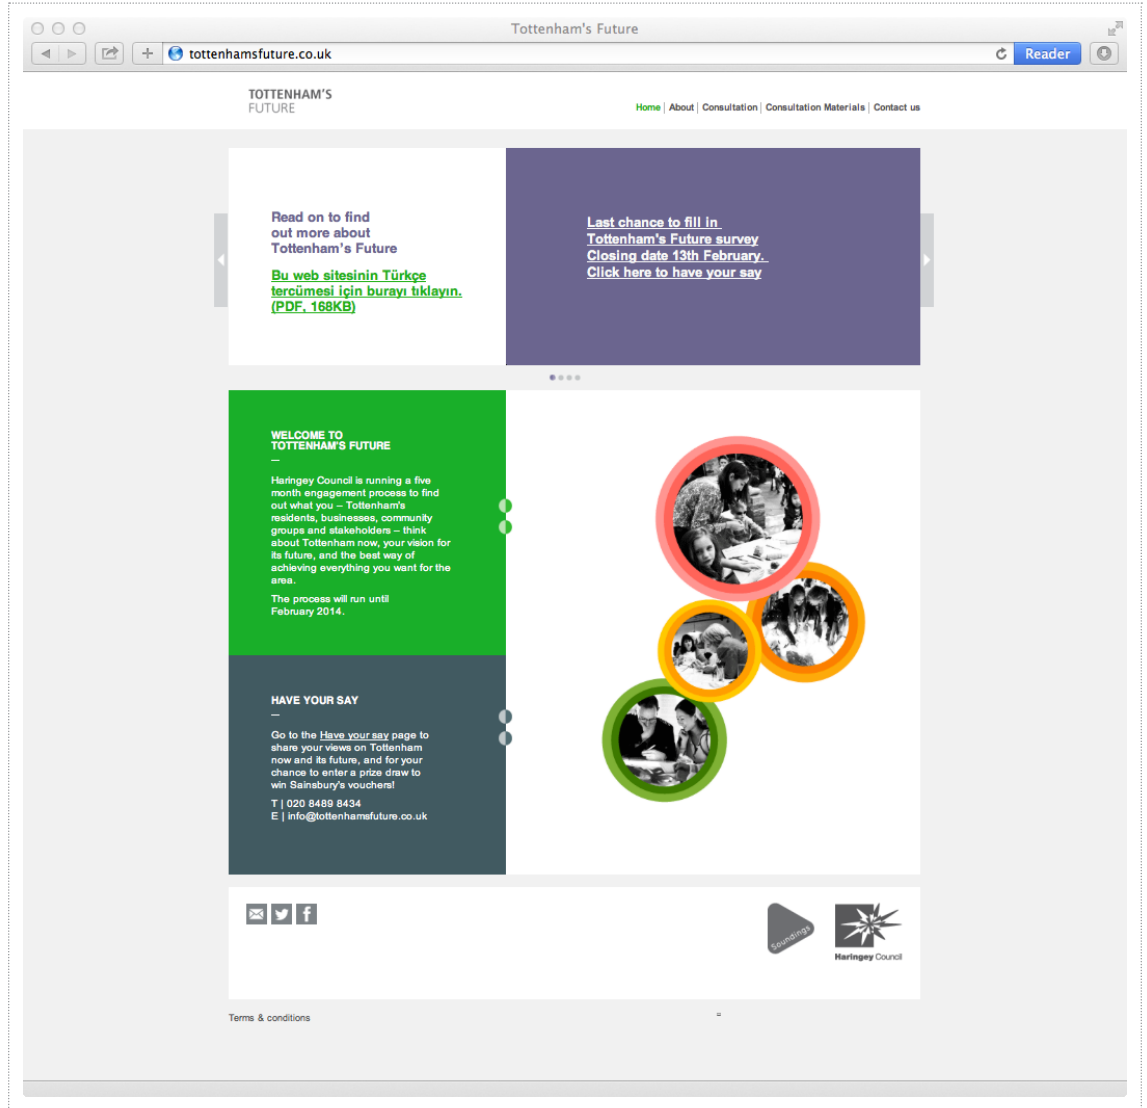 Tottenham's Future
tottenhamsfuture.co.uk
Reader
TOTTENHAM'S
FUTURE
Home | About | Consultation | Consultation Materials | Contact us
Read on to find
out more about
Tottenham's Future
Bu web sitesinin Türkçe
tercümesi için burayı tıklayın.
(PDF, 168KB)
Last chance to fill in
Tottenham's Future survey
Closing date 13th February.
Click here to have your say
WELCOME TO
TOTTENHAM'S FUTURE
—
Haringey Council is running a five
month engagement process to find
out what you – Tottenham's
residents, businesses, community
groups and stakeholders – think
about Tottenham now, your vision for
its future, and the best way of
achieving everything you want for the
area.
The process will run until
February 2014.
HAVE YOUR SAY
—
Go to the Have your say page to
share your views on Tottenham
now and its future, and for your
chance to enter a prize draw to
win Sainsbury's vouchers!
T | 020 8489 8434
E | info@tottenhamsfuture.co.uk
Soundings
Haringey Council
Terms & conditions